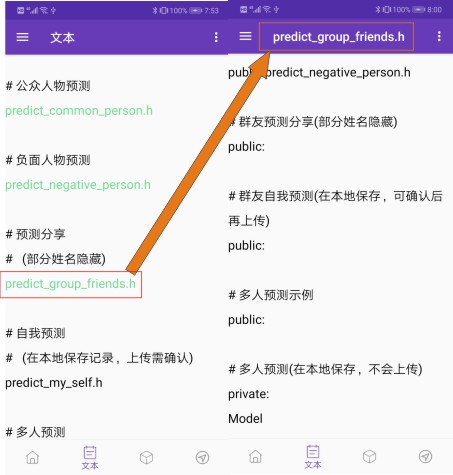 100% 7:53
文本
# 公众人物预测
predict_common_person.h
# 负面人物预测
predict_negative_person.h
# 预测分享
# (部分姓名隐藏)
predict_group_friends.h
# 自我预测
# (在本地保存记录，上传需确认)
predict_my_self.h
# 多人预测
文本
100% 8:00
predict_group_friends.h
predict_negative_person.h
# 群友预测分享(部分姓名隐藏)
public:
# 群友自我预测(在本地保存，可确认后
再上传)
public:
# 多人预测示例
public:
# 多人预测(在本地保存，不会上传)
private:
Model
文本